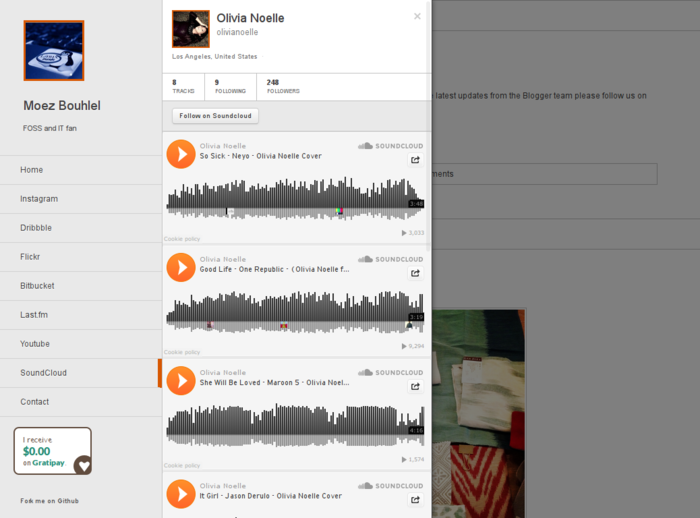 Moez Bouhlel
FOSS and IT fan
Home
Instagram
Dribbble
Flickr
Bitbucket
Last.fm
Youtube
SoundCloud
Contact
I receive
$0.00
on Gratipay
Fork me on Github
Olivia Noelle
olivianoelle
×
Los Angeles, United States
8 9 248
TRACKS FOLLOWING FOLLOWERS
Follow on Soundcloud
Olivia Noelle SOUNDCLOUD
So Sick - Neyo - Olivia Noelle Cover
3:48
3,033
Cookie policy
Olivia Noelle SOUNDCLOUD
Good Life - One Republic - ( Olivia Noelle f...
3:19
9,294
Cookie policy
Olivia Noelle SOUNDCLOUD
She Will Be Loved - Maroon 5 - Olivia Noel...
4:16
1,574
Cookie policy
Olivia Noelle SOUNDCLOUD
It Girl - Jason Derulo - Olivia Noelle Cover
latest updates from the Blogger team please follow us on
ments